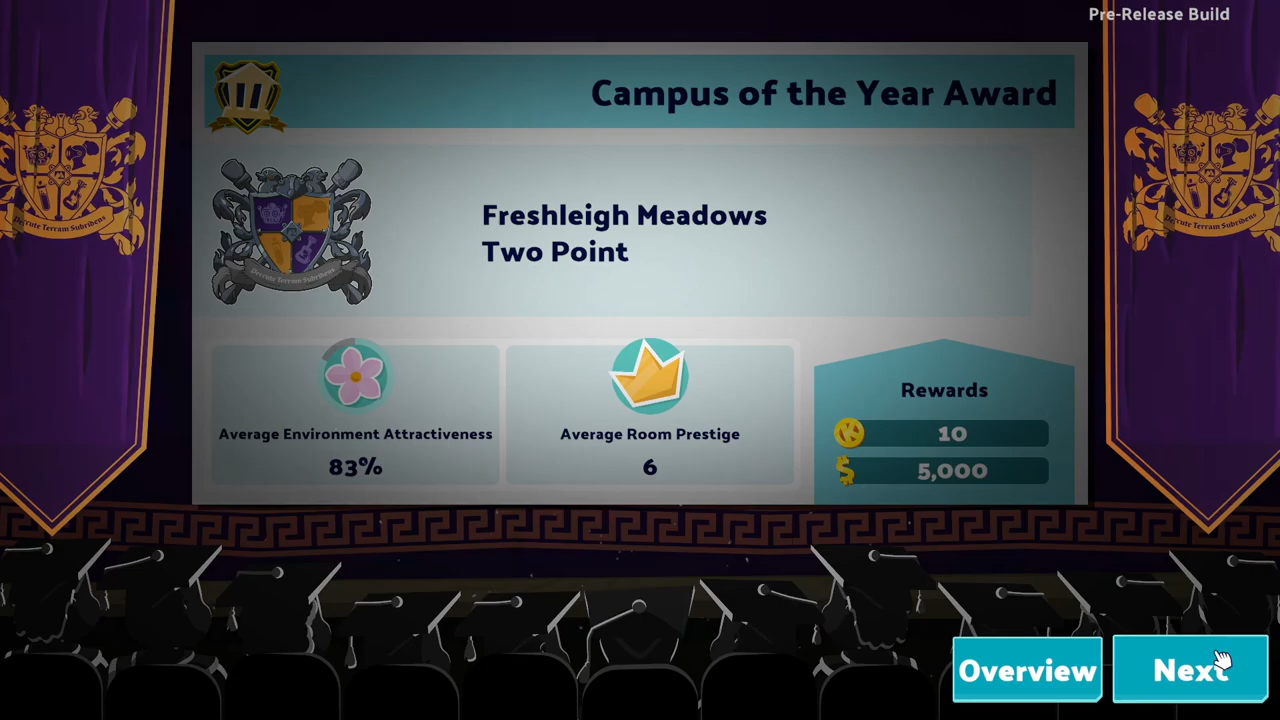 Pre-Release Build
Campus of the Year Award
Freshleigh Meadows
Two Point
Average Environment Attractiveness
83%
Average Room Prestige
6
Rewards
K 10
$ 5,000
Overview
Next